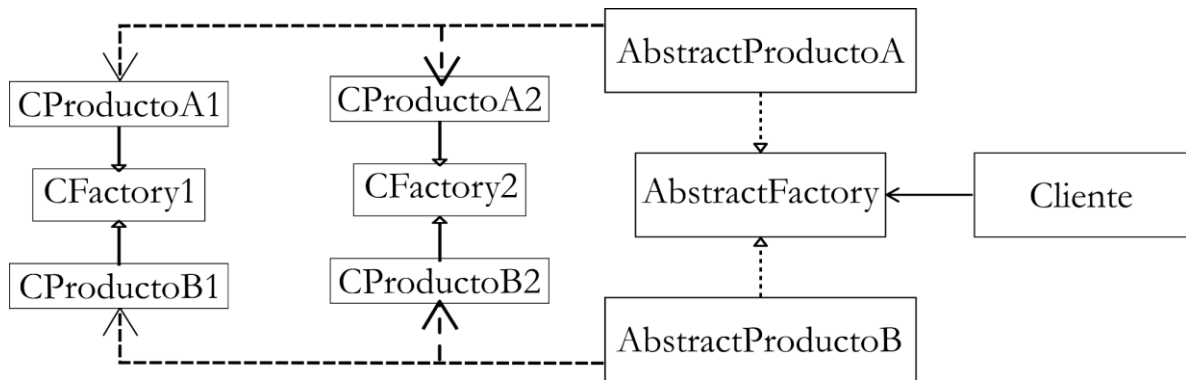 AbstractProductoA
CProductoA1
CProductoA2
CFactory1
CFactory2
AbstractFactory
Cliente
CProductoB1
CProductoB2
AbstractProductoB